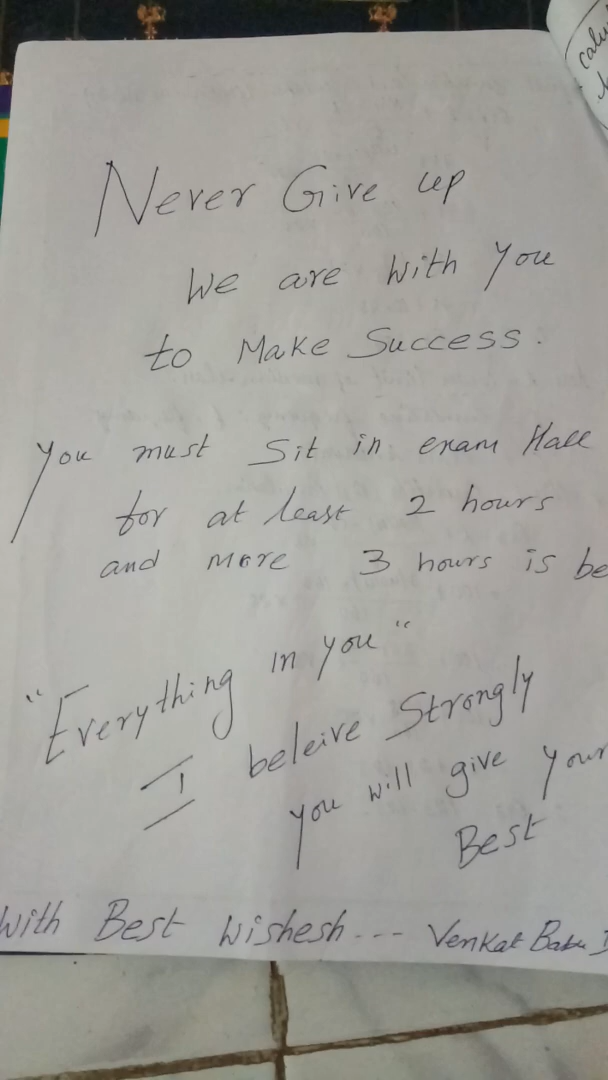 Never Give up
We are with you
to Make Success.
You must Sit in exam Hall
for at least 2 hours
and more 3 hours is be
"Everything in you"
I beleive Strongly
you will give your
Best
With Best Wishesh--- Venkat Babu